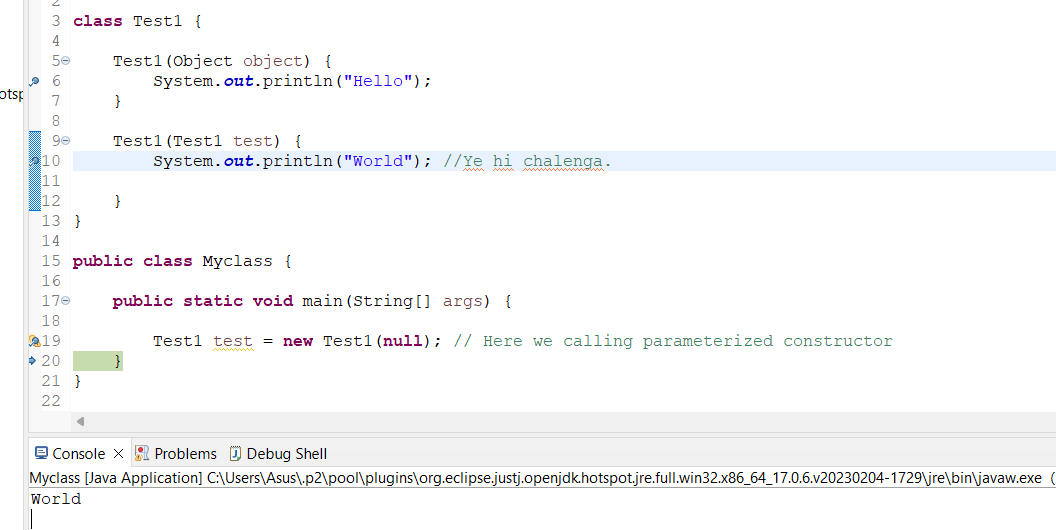 2
3 class Test1 {
4
5 Test1(Object object) {
6 System.out.println("Hello");
7 }
8
9 Test1(Test1 test) {
10 System.out.println("World"); //Ye hi chalenga.
11
12 }
13 }
14
15 public class Myclass {
16
17 public static void main(String[] args) {
18
19 Test1 test = new Test1(null); // Here we calling parameterized constructor
20 }
21 }
22
Console Problems Debug Shell
Myclass [Java Application] C:\Users\Asus\.p2\pool\plugins\org.eclipse.justj.openjdk.hotspot.jre.full.win32.x86_64_17.0.6.v20230204-1729\jre\bin\javaw.exe (
World